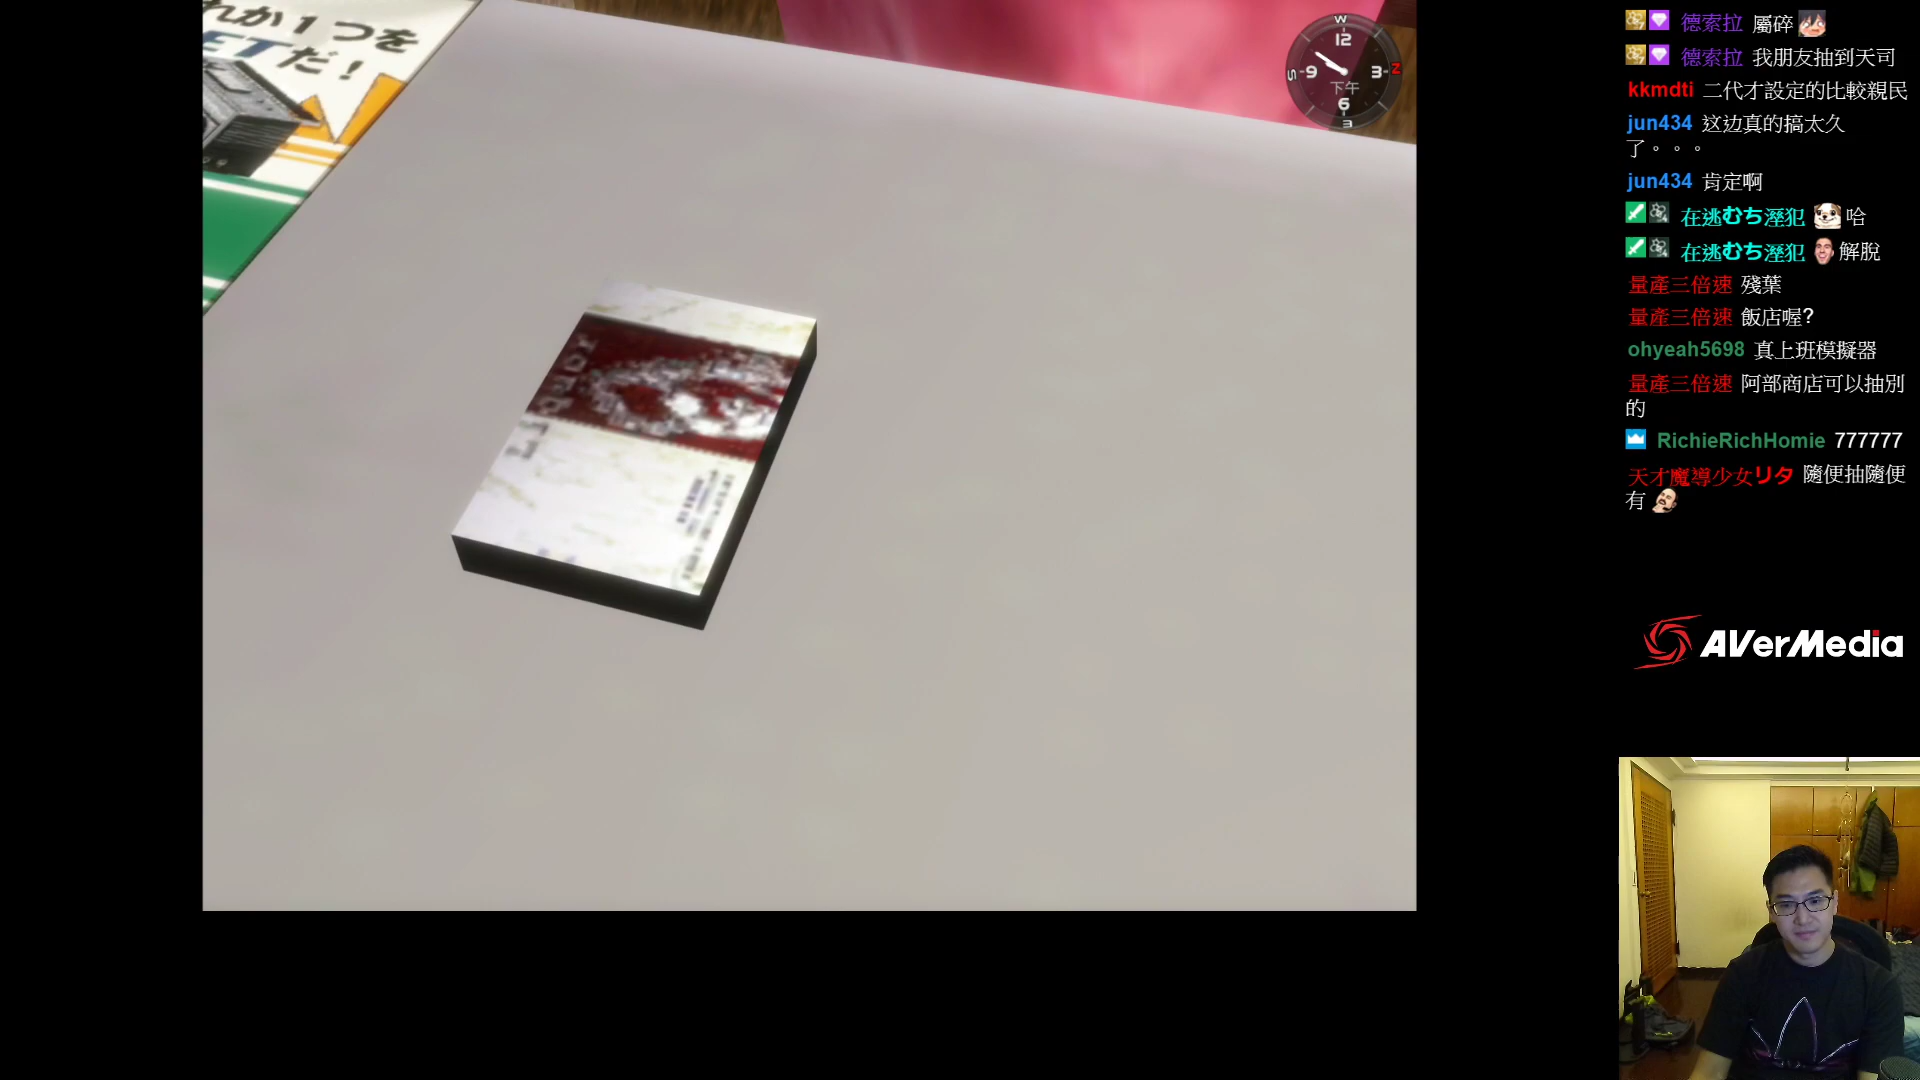 れか1つを
ETだ!
W
12
S
9
3
Z
下午
6
E
德索拉 屬碎
德索拉 我朋友抽到天司
kkmdti 二代才設定的比較親民
jun434 这边真的搞太久
了。。。
jun434 肯定啊
在逃むち溼犯 哈
在逃むち溼犯 解脫
量產三倍速 殘葉
量產三倍速 飯店喔?
ohyeah5698 真上班模擬器
量產三倍速 阿部商店可以抽別
的
RichieRichHomie 777777
天才魔導少女リタ 隨便抽隨便
有
AVerMedia